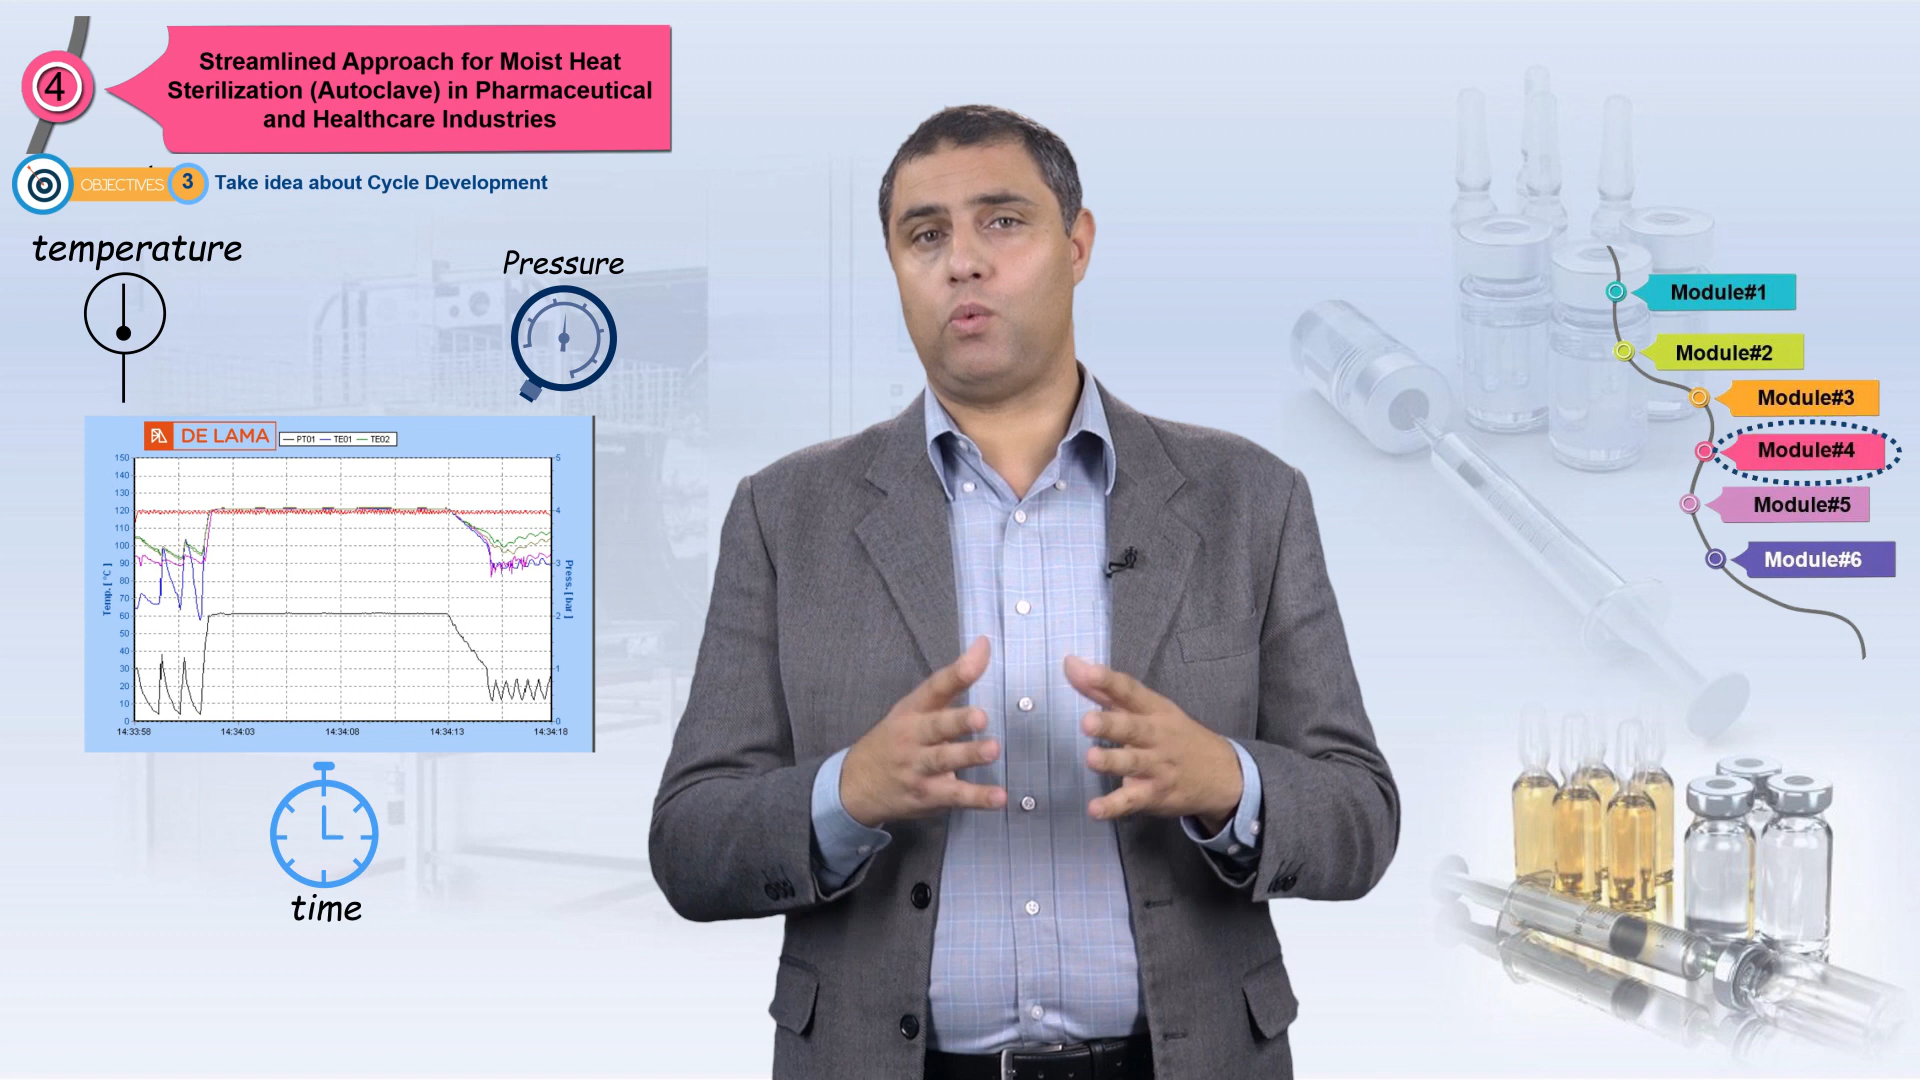 4
Streamlined Approach for Moist Heat
Sterilization (Autoclave) in Pharmaceutical
and Healthcare Industries
OBJECTIVES 3 Take idea about Cycle Development
temperature
Pressure
DE LAMA
PT01 TE01 TE02
150
140
130
120
110
100
90
80
70
60
50
40
30
20
10
0
Temp. [ °C ]
5
4
3
2
1
0
Press. [ bar ]
14:33:58 14:34:03 14:34:08 14:34:13 14:34:18
time
Module#1
Module#2
Module#3
Module#4
Module#5
Module#6